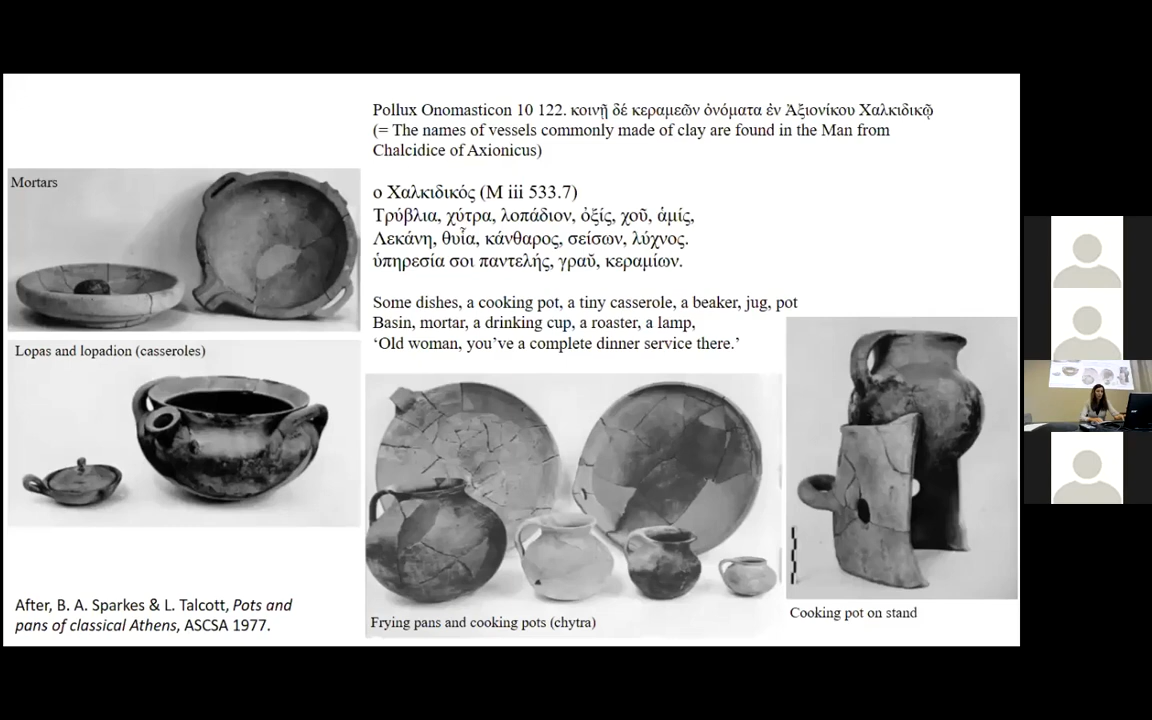 Pollux Onomasticon 10 122. κοινῇ δέ κεραμεῶν ὀνόματα ἐν Ἀξιονίκου Χαλκιδικῷ
(= The names of vessels commonly made of clay are found in the Man from
Chalcidice of Axionicus)
ο Χαλκιδικός (M iii 533.7)
Τρύβλια, χύτρα, λοπάδιον, ὀξίς, χοῦ, ἁμίς,
Λεκάνη, θυῖα, κάνθαρος, σείσων, λύχνος.
ὑπηρεσία σοι παντελής, γραῦ, κεραμίων.
Some dishes, a cooking pot, a tiny casserole, a beaker, jug, pot
Basin, mortar, a drinking cup, a roaster, a lamp,
‘Old woman, you’ve a complete dinner service there.’
Mortars
Lopas and lopadion (casseroles)
Frying pans and cooking pots (chytra)
Cooking pot on stand
After, B. A. Sparkes & L. Talcott, Pots and
pans of classical Athens, ASCSA 1977.